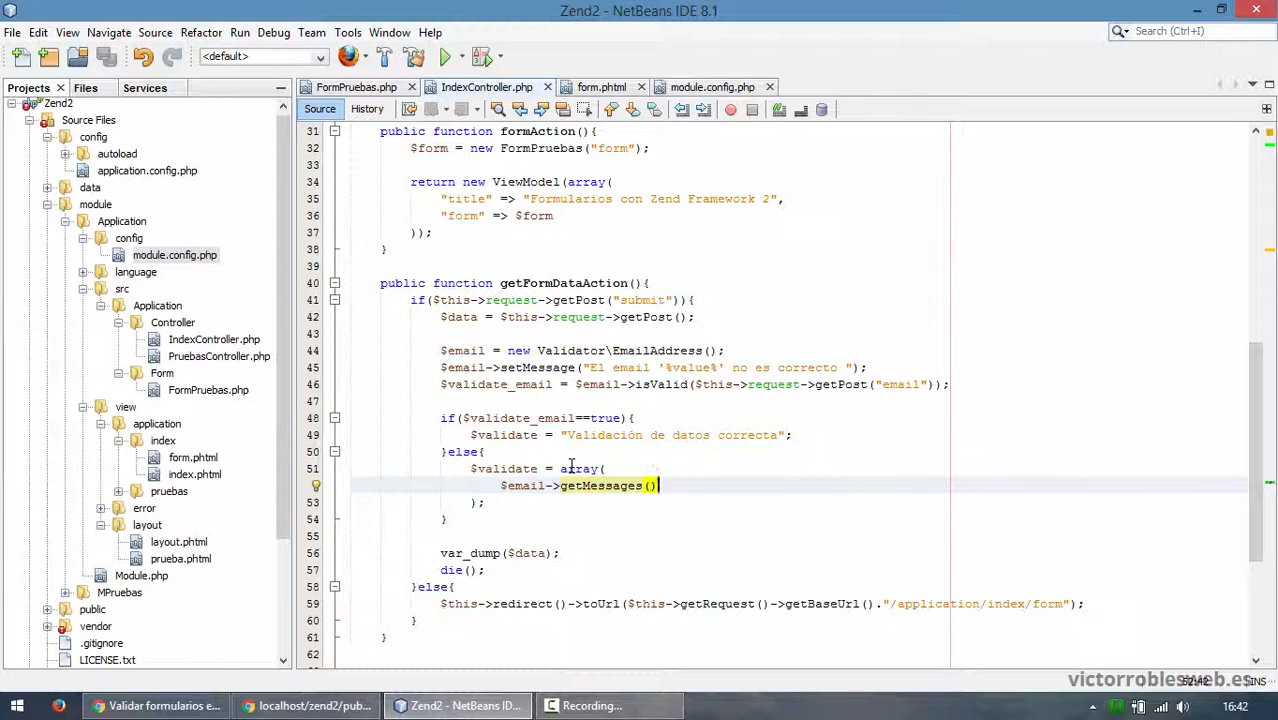 Zend2 - NetBeans IDE 8.1
File Edit View Navigate Source Refactor Run Debug Team Tools Window Help
Search (Ctrl+I)
<default>
Projects Files Services
FormPruebas.php IndexController.php form.phtml module.config.php
Source History
Zend2
Source Files
config
autoload
application.config.php
data
module
Application
config
module.config.php
language
src
Application
Controller
IndexController.php
PruebasController.php
Form
FormPruebas.php
view
application
index
form.phtml
index.phtml
pruebas
error
layout
layout.phtml
prueba.phtml
Module.php
MPruebas
public
vendor
.gitignore
LICENSE.txt
31 public function formAction(){
32 $form = new FormPruebas("form");
33
34 return new ViewModel(array(
35 "title" => "Formularios con Zend Framework 2",
36 "form" => $form
37 ));
38 }
39
40 public function getFormDataAction(){
41 if($this->request->getPost("submit")){
42 $data = $this->request->getPost();
43
44 $email = new Validator\EmailAddress();
45 $email->setMessage("El email '%value%' no es correcto ");
46 $validate_email = $email->isValid($this->request->getPost("email"));
47
48 if($validate_email==true){
49 $validate = "Validación de datos correcta";
50 }else{
51 $validate = array(
$email->getMessages()
53 );
54 }
55
56 var_dump($data);
57 die();
58 }else{
59 $this->redirect()->toUrl($this->getRequest()->getBaseUrl()."/application/index/form");
60 }
61 }
62
victorroblesweb.es
INS
Validar formularios e... localhost/zend2/pub... Zend2 - NetBeans ID... Recording...
16:42